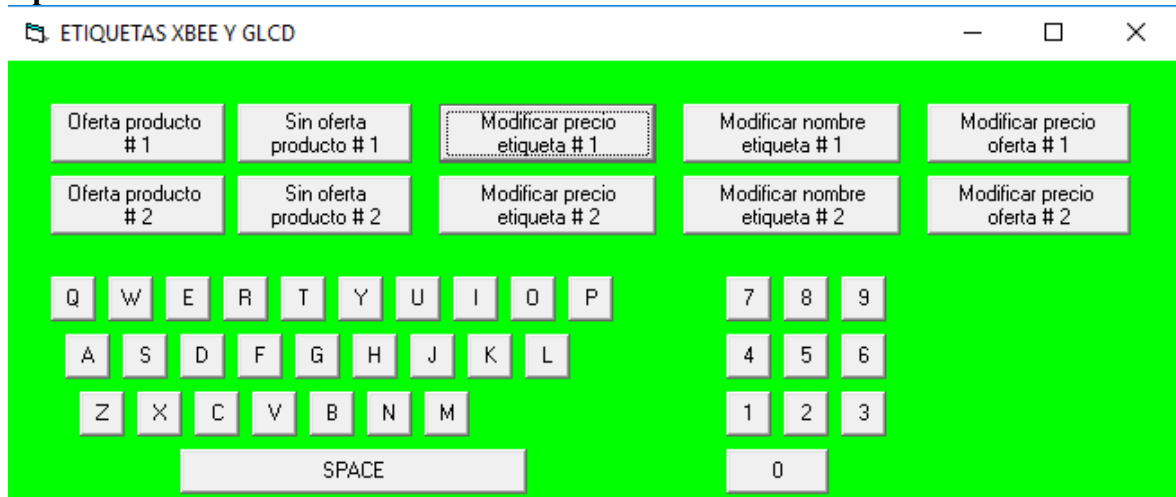 ETIQUETAS XBEE Y GLCD
Oferta producto
# 1
Sin oferta
producto # 1
Modificar precio
etiqueta # 1
Modificar nombre
etiqueta # 1
Modificar precio
oferta # 1
Oferta producto
# 2
Sin oferta
producto # 2
Modificar precio
etiqueta # 2
Modificar nombre
etiqueta # 2
Modificar precio
oferta # 2
Q W E R T Y U I O P
7 8 9
A S D F G H J K L
4 5 6
Z X C V B N M
1 2 3
SPACE
0